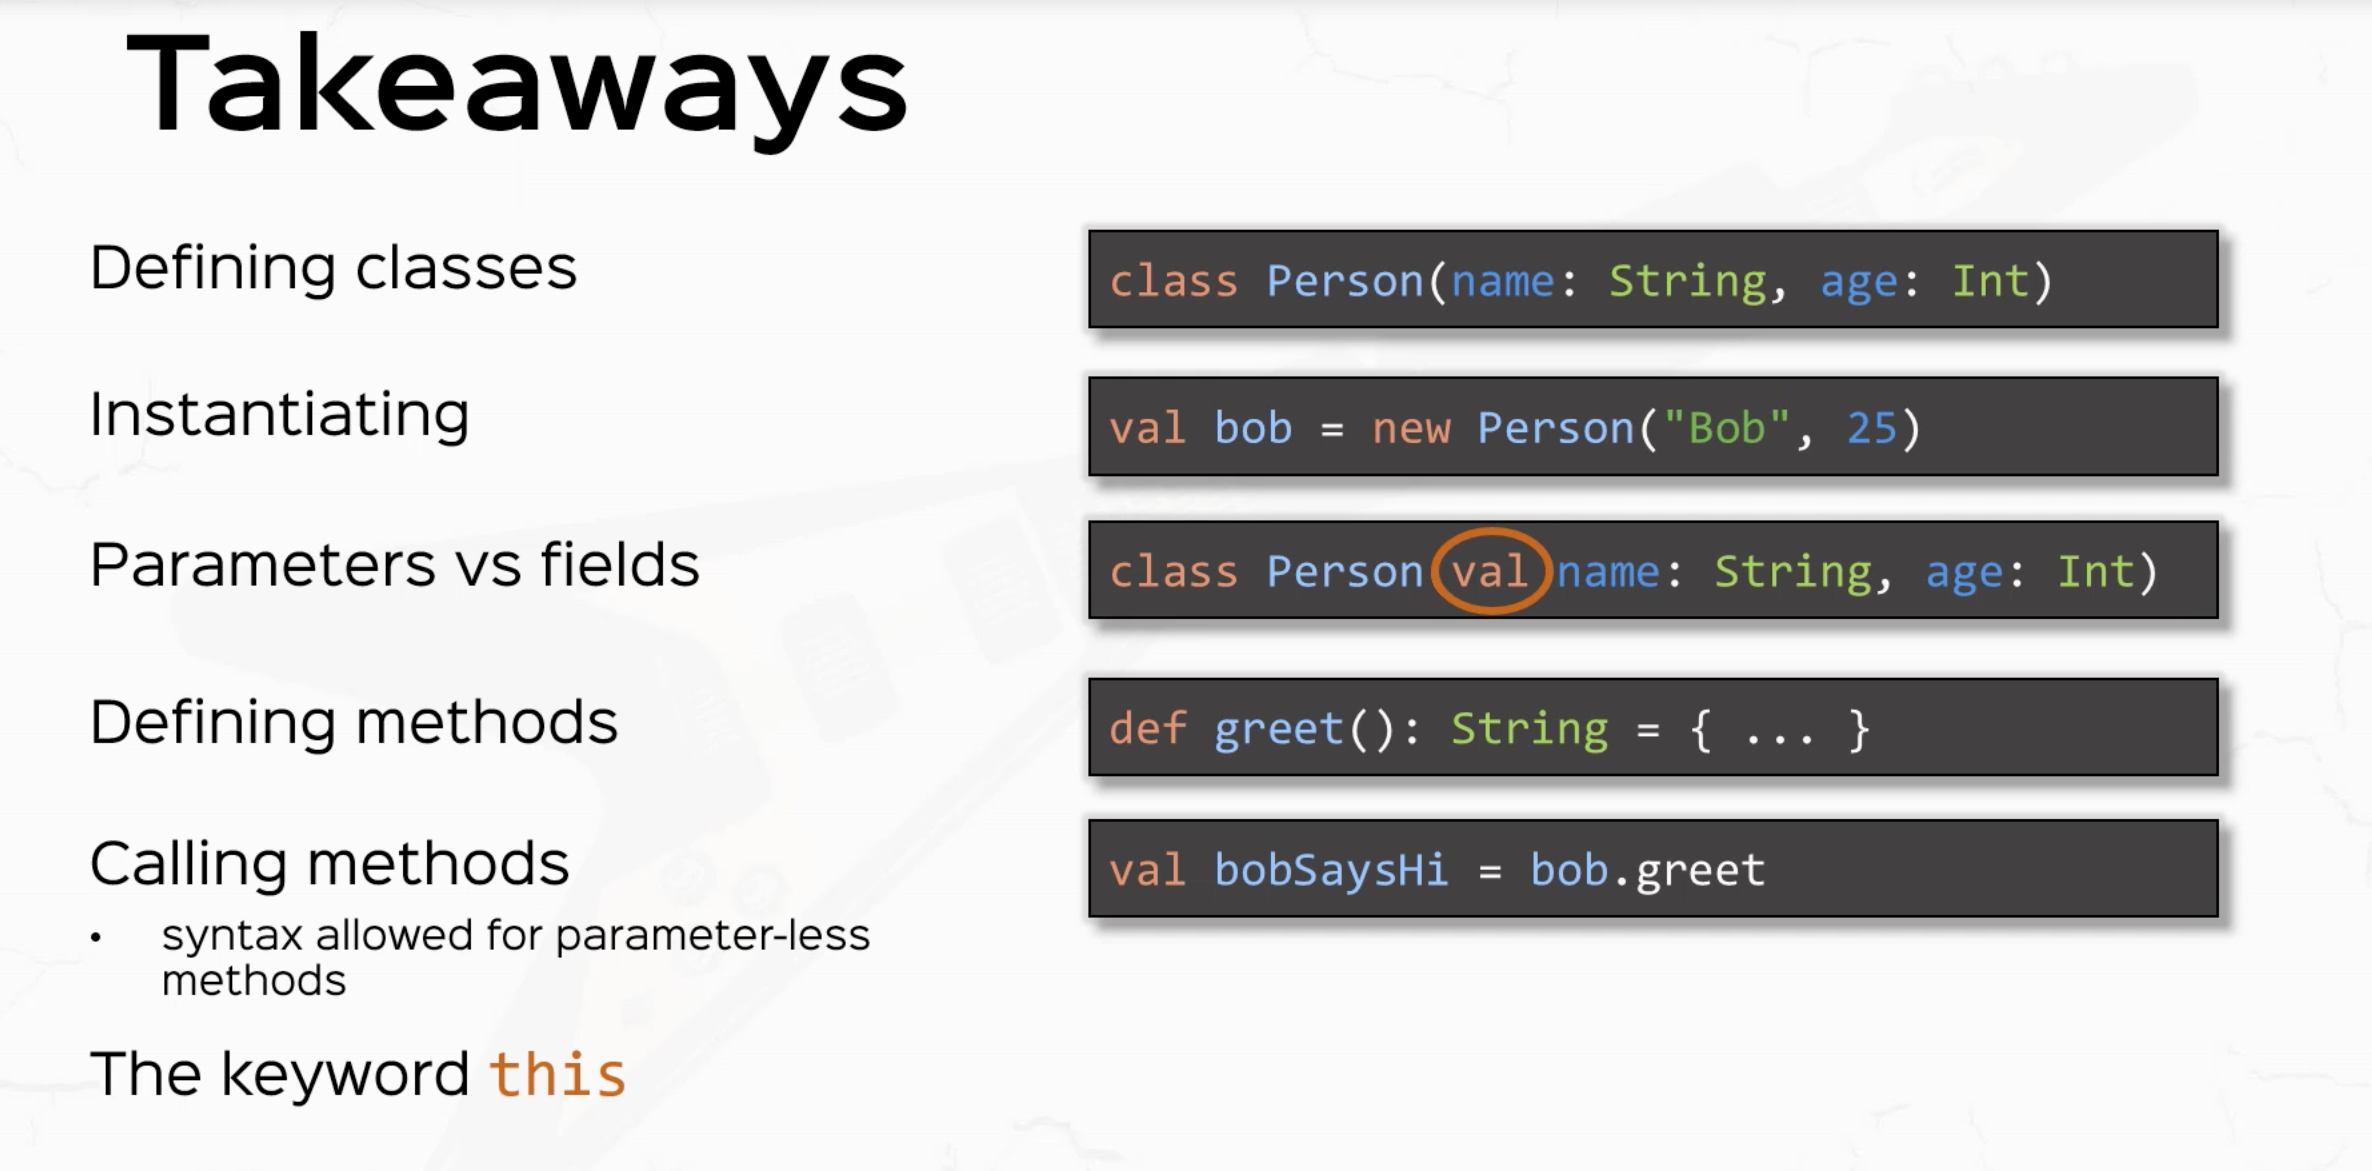 Takeaways
Defining classes
class Person(name: String, age: Int)
Instantiating
val bob = new Person("Bob", 25)
Parameters vs fields
class Person val name: String, age: Int)
Defining methods
def greet(): String = { ... }
Calling methods
val bobSaysHi = bob.greet
• syntax allowed for parameter-less
methods
The keyword this